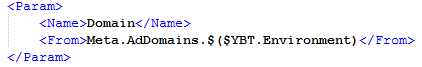 <Param>
<Name>Domain</Name>
<From>Meta.AdDomains.$($YBT.Environment)</From>
</Param>